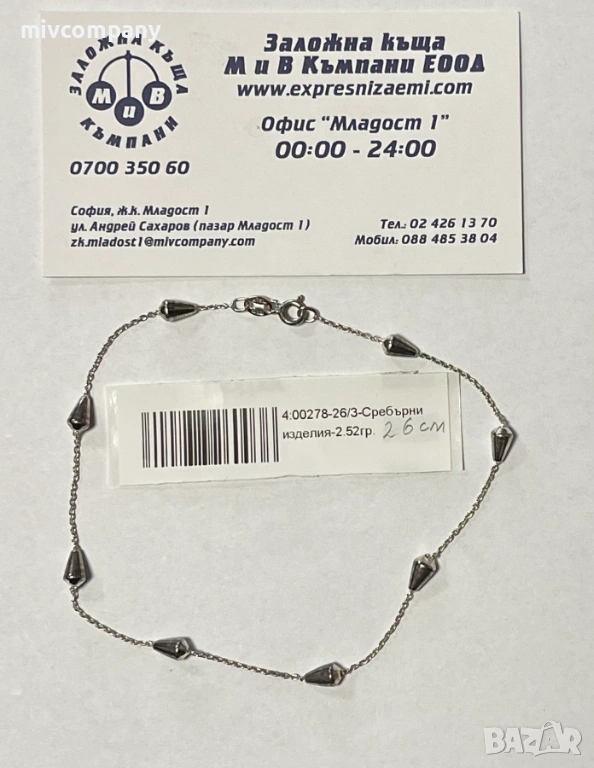 mivcompany
ЗАЛОЖНА КЪЩА
М И В
КЪМПАНИ
0700 350 60
Заложна къща
М и В Къмпани ЕООД
www.expresnizaemi.com
Офис "Младост 1"
00:00 - 24:00
София, ж.к. Младост 1
ул. Андрей Сахаров (пазар Младост 1)
zk.mladost1@mivcompany.com
Тел.: 02 426 13 70
Мобил.: 088 485 38 04
4:00278-26/3-Сребърни
изделия-2.52гр. 26 см
BAZAR